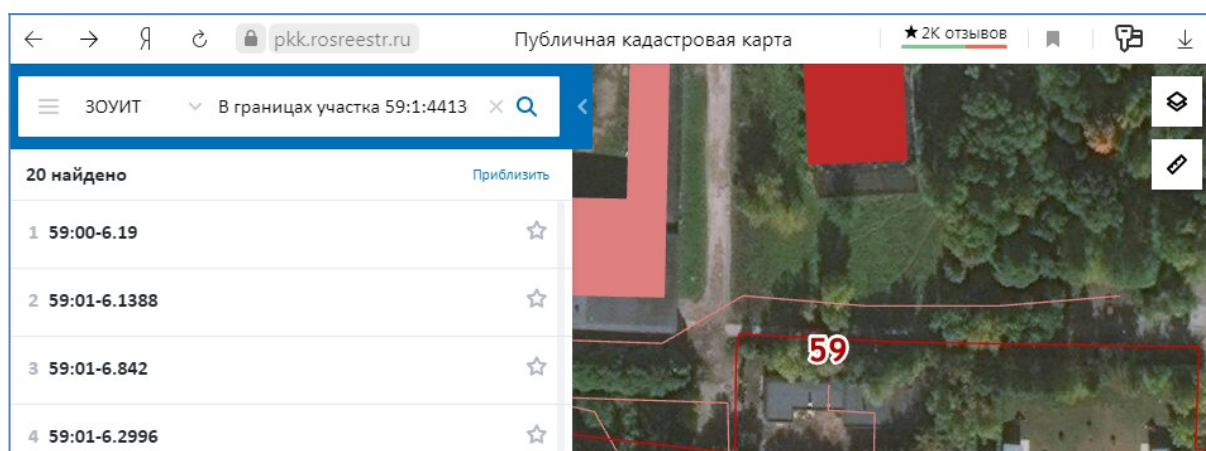 Я pkk.rosreestr.ru Публичная кадастровая карта ★ 2К отзывов
ЗОУИТ В границах участка 59:1:4413
20 найдено Приблизить
1 59:00-6.19
2 59:01-6.1388
3 59:01-6.842
4 59:01-6.2996
59